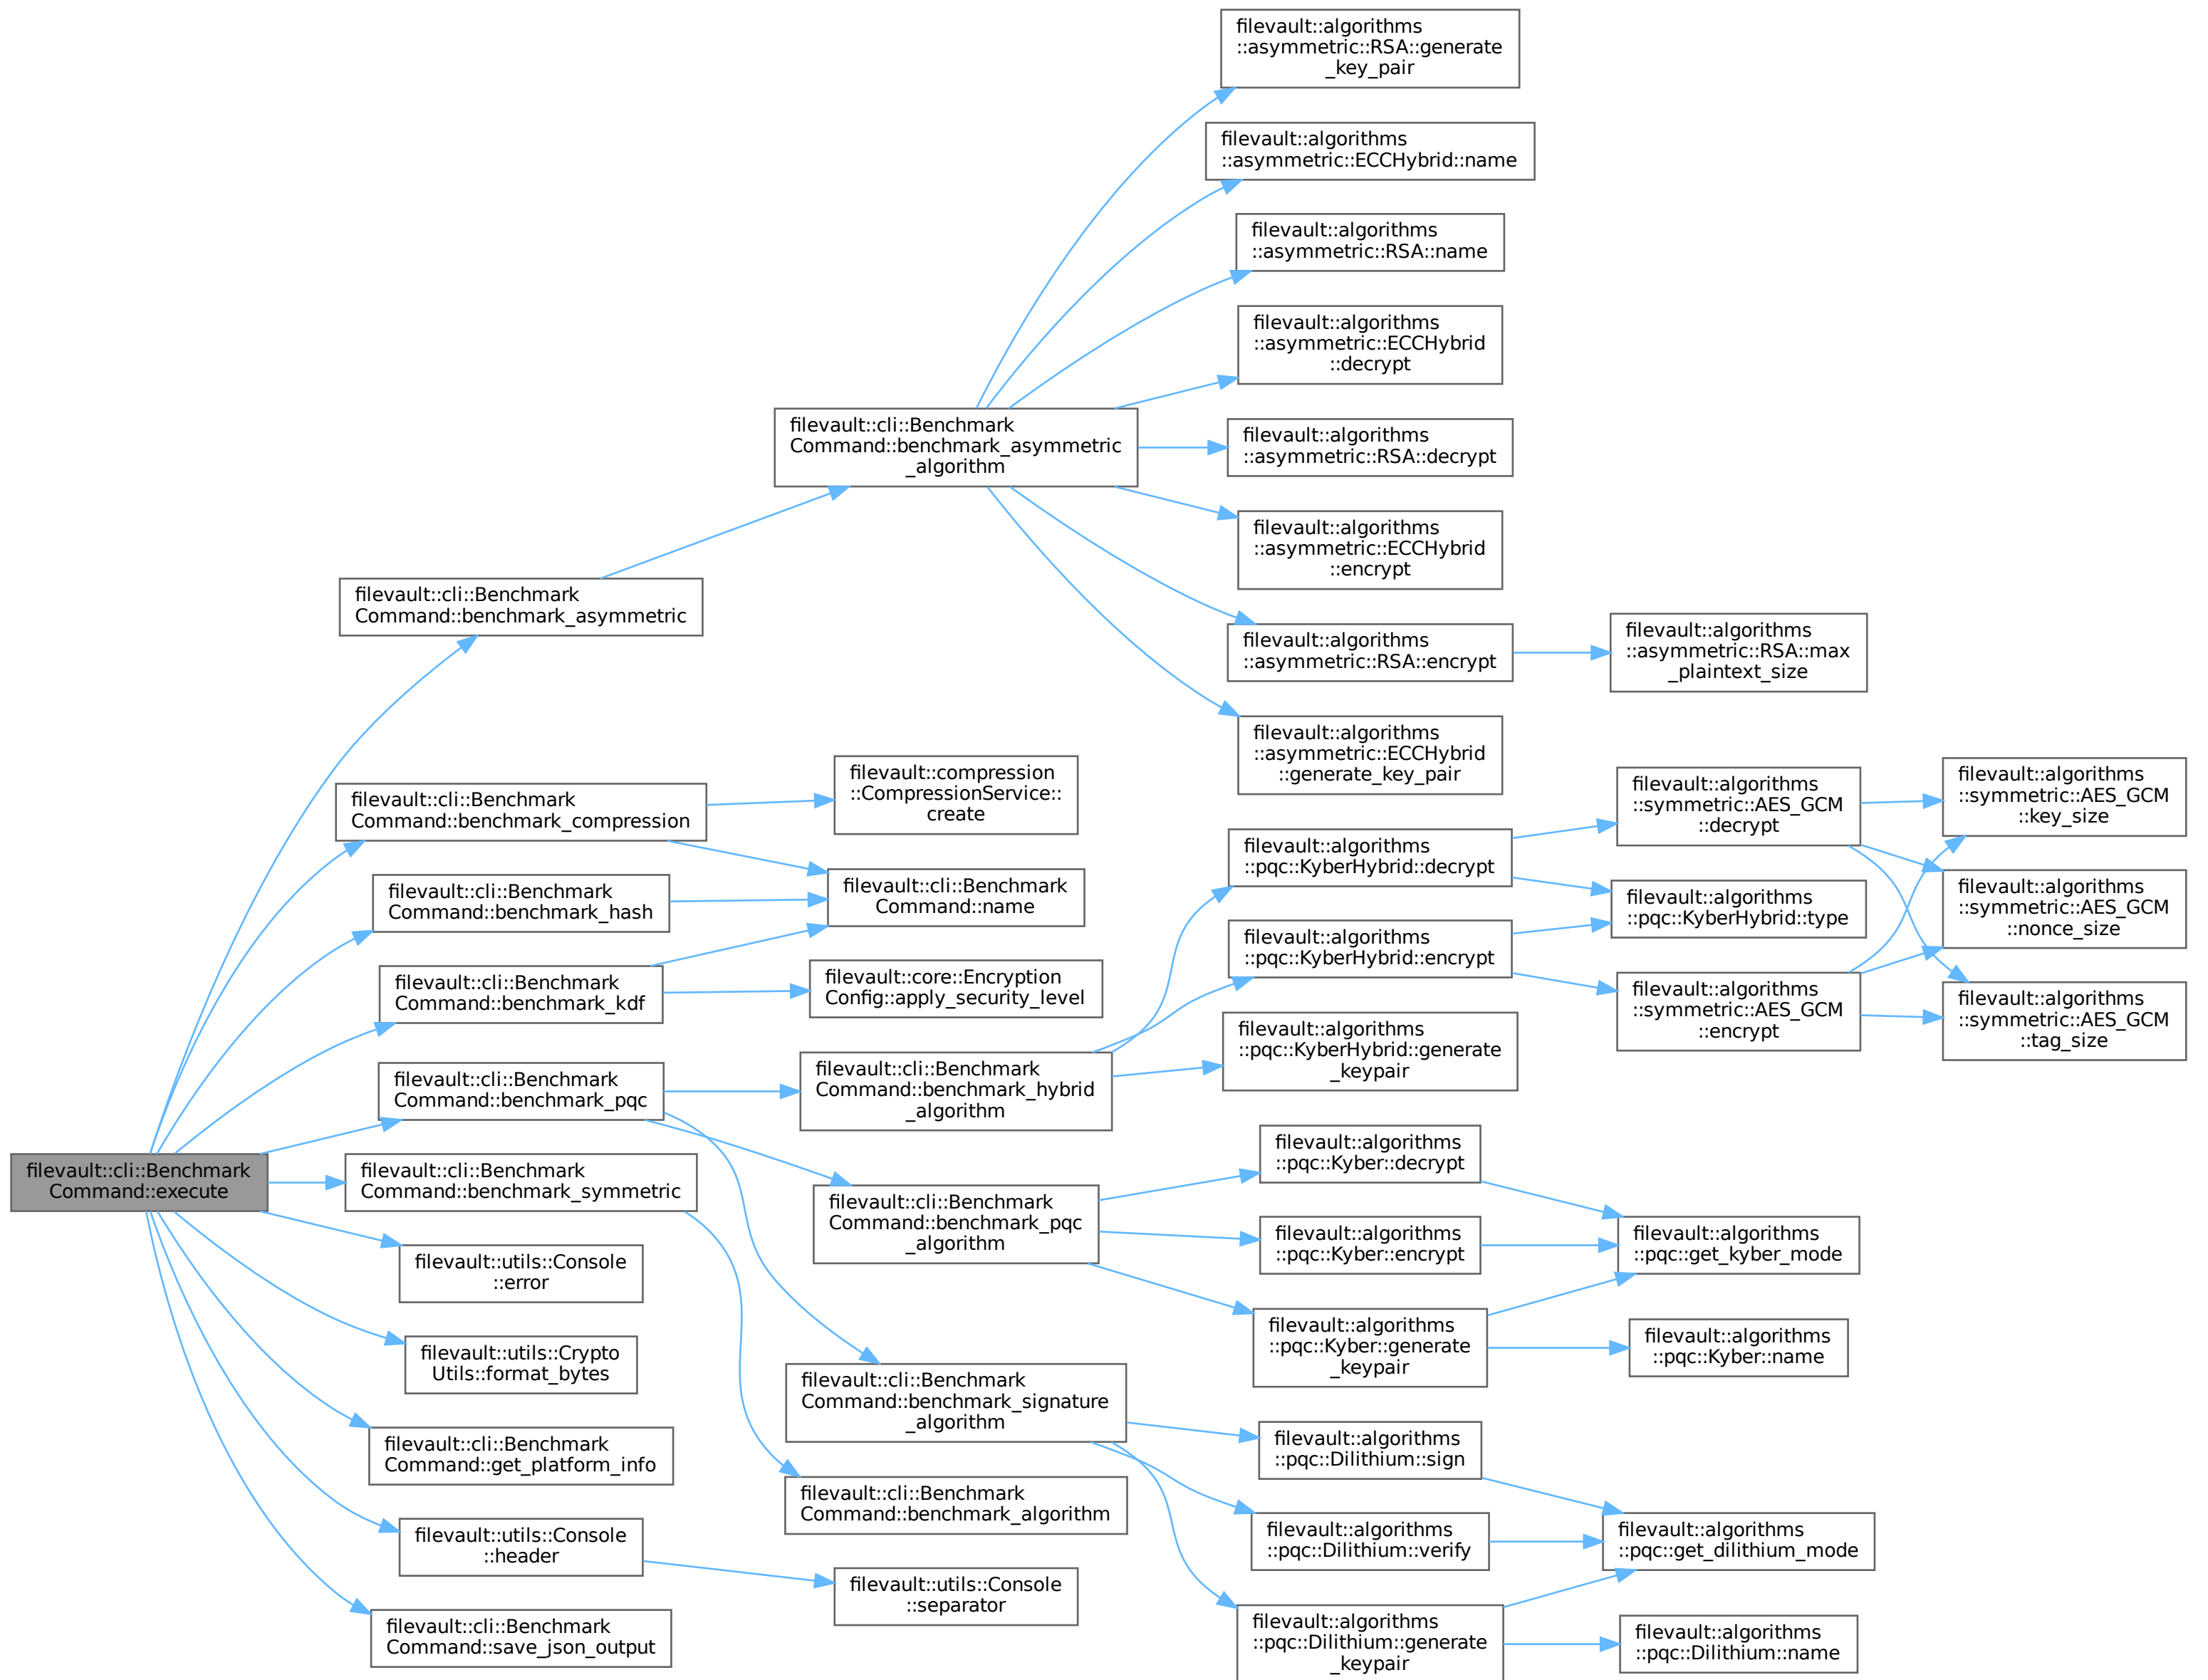 filevault::algorithms
::asymmetric::RSA::generate
_key_pair
filevault::algorithms
::asymmetric::ECCHybrid::name
filevault::algorithms
::asymmetric::RSA::name
filevault::algorithms
::asymmetric::ECCHybrid
::decrypt
filevault::cli::Benchmark
Command::benchmark_asymmetric
_algorithm
filevault::algorithms
::asymmetric::RSA::decrypt
filevault::algorithms
::asymmetric::ECCHybrid
::encrypt
filevault::cli::Benchmark
Command::benchmark_asymmetric
filevault::algorithms
::asymmetric::RSA::encrypt
filevault::algorithms
::asymmetric::RSA::max
_plaintext_size
filevault::algorithms
::asymmetric::ECCHybrid
::generate_key_pair
filevault::cli::Benchmark
Command::benchmark_compression
filevault::compression
::CompressionService::
create
filevault::algorithms
::symmetric::AES_GCM
::decrypt
filevault::algorithms
::symmetric::AES_GCM
::key_size
filevault::cli::Benchmark
Command::benchmark_hash
filevault::cli::Benchmark
Command::name
filevault::algorithms
::pqc::KyberHybrid::decrypt
filevault::algorithms
::pqc::KyberHybrid::type
filevault::algorithms
::symmetric::AES_GCM
::nonce_size
filevault::cli::Benchmark
Command::benchmark_kdf
filevault::core::Encryption
Config::apply_security_level
filevault::algorithms
::pqc::KyberHybrid::encrypt
filevault::algorithms
::symmetric::AES_GCM
::encrypt
filevault::algorithms
::symmetric::AES_GCM
::tag_size
filevault::cli::Benchmark
Command::benchmark_pqc
filevault::cli::Benchmark
Command::benchmark_hybrid
_algorithm
filevault::algorithms
::pqc::KyberHybrid::generate
_keypair
filevault::cli::Benchmark
Command::execute
filevault::cli::Benchmark
Command::benchmark_symmetric
filevault::cli::Benchmark
Command::benchmark_pqc
_algorithm
filevault::algorithms
::pqc::Kyber::decrypt
filevault::algorithms
::pqc::Kyber::encrypt
filevault::algorithms
::pqc::get_kyber_mode
filevault::utils::Console
::error
filevault::algorithms
::pqc::Kyber::generate
_keypair
filevault::algorithms
::pqc::Kyber::name
filevault::utils::Crypto
Utils::format_bytes
filevault::cli::Benchmark
Command::benchmark_signature
_algorithm
filevault::cli::Benchmark
Command::get_platform_info
filevault::algorithms
::pqc::Dilithium::sign
filevault::cli::Benchmark
Command::benchmark_algorithm
filevault::algorithms
::pqc::Dilithium::verify
filevault::algorithms
::pqc::get_dilithium_mode
filevault::utils::Console
::header
filevault::utils::Console
::separator
filevault::cli::Benchmark
Command::save_json_output
filevault::algorithms
::pqc::Dilithium::generate
_keypair
filevault::algorithms
::pqc::Dilithium::name